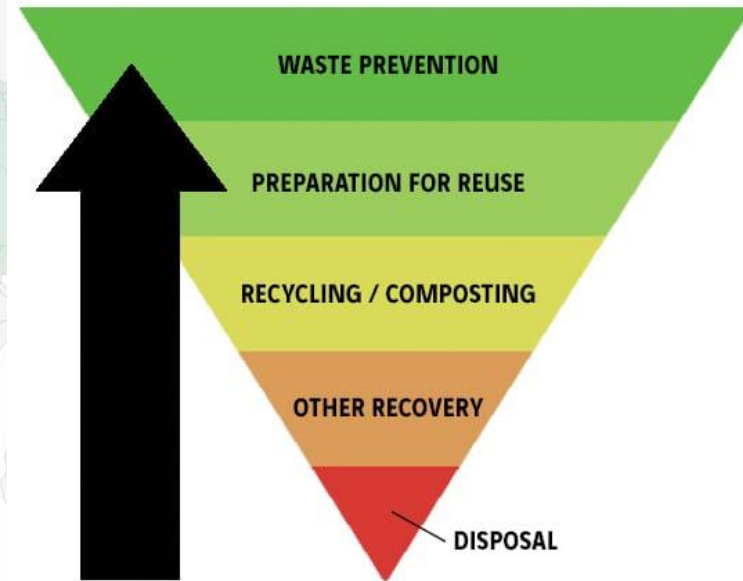 WASTE PREVENTION
PREPARATION FOR REUSE
RECYCLING / COMPOSTING
OTHER RECOVERY
DISPOSAL